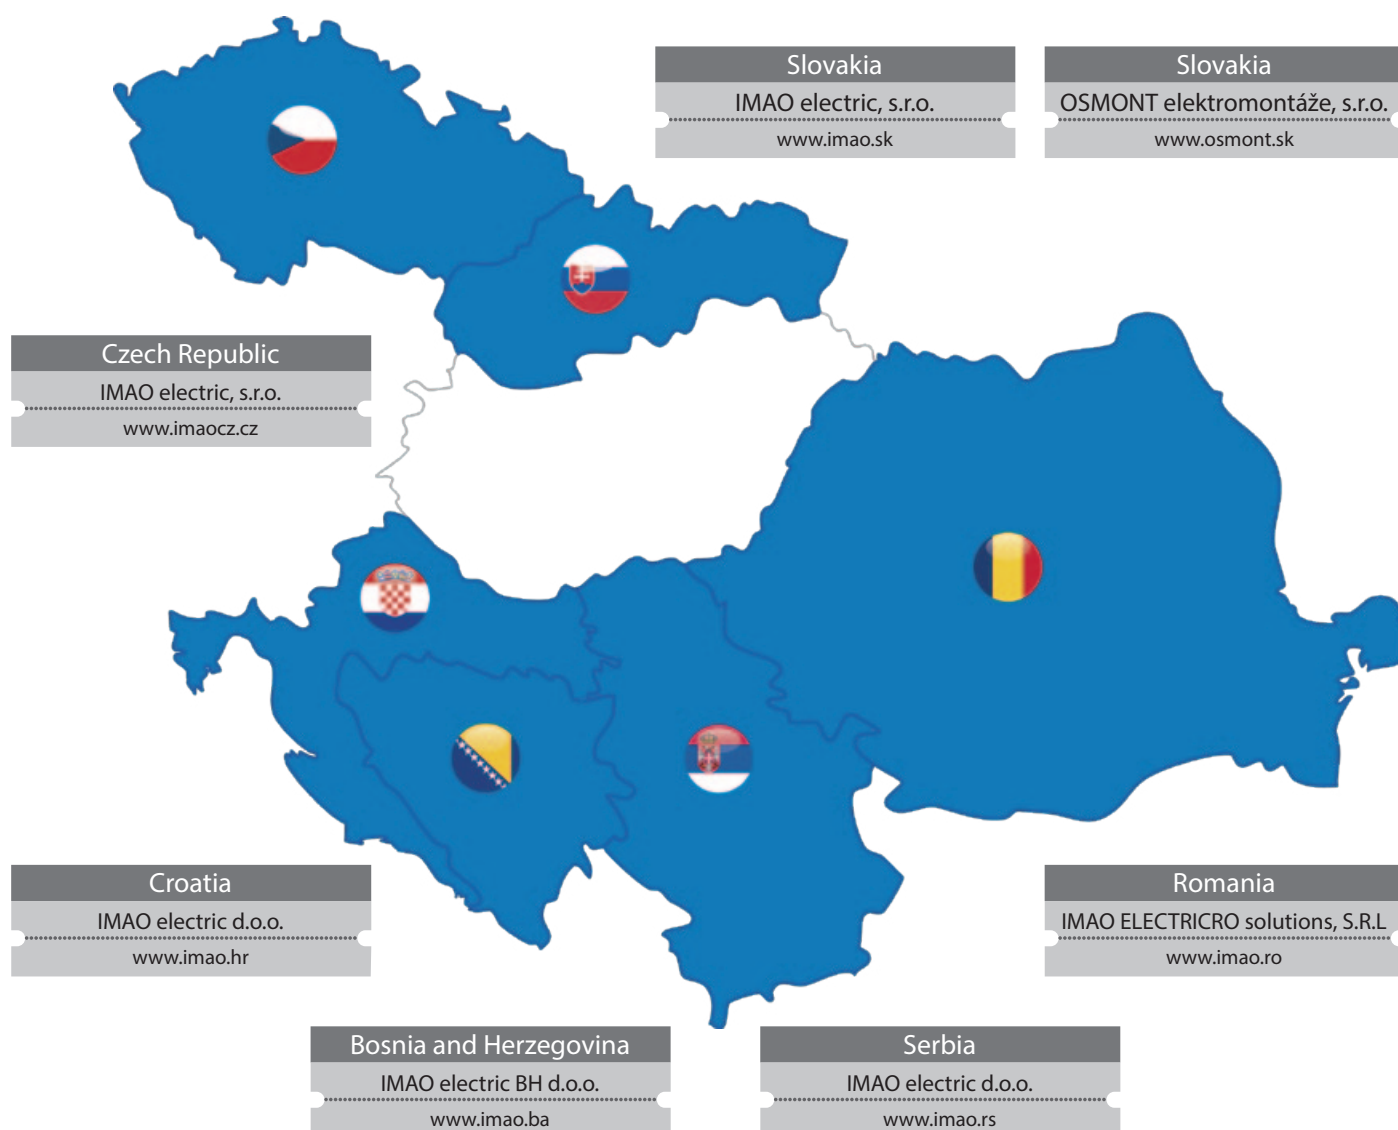 Slovakia
IMAO electric, s.r.o.
www.imao.sk
Slovakia
OSMONT elektromontáže, s.r.o.
www.osmont.sk
Czech Republic
IMAO electric, s.r.o.
www.imaocz.cz
Croatia
IMAO electric d.o.o.
www.imao.hr
Romania
IMAO ELECTRICRO solutions, S.R.L
www.imao.ro
Bosnia and Herzegovina
IMAO electric BH d.o.o.
www.imao.ba
Serbia
IMAO electric d.o.o.
www.imao.rs